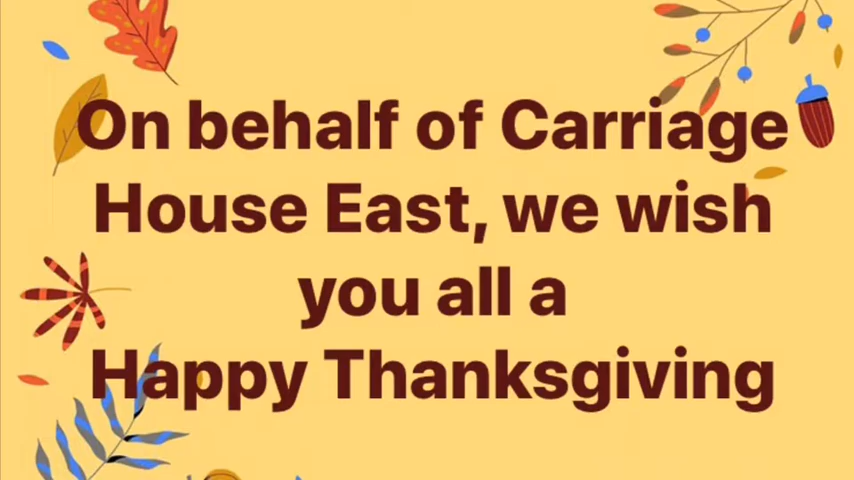 On behalf of Carriage
House East, we wish
you all a
Happy Thanksgiving